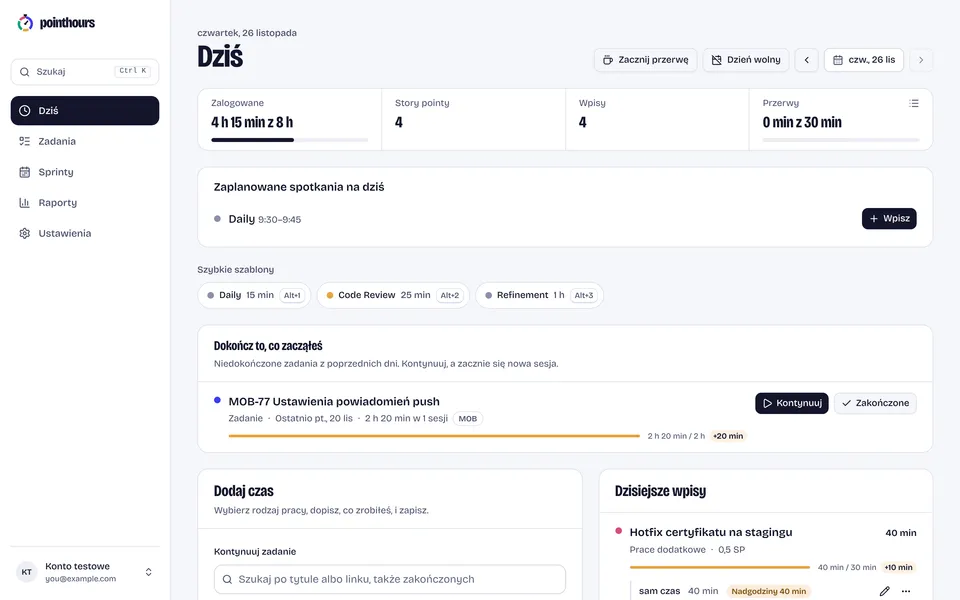 pointhours
Szukaj Ctrl K
Dziś
Zadania
Sprinty
Raporty
Ustawienia
KT
Konto testowe
you@example.com
czwartek, 26 listopada
Dziś
Zacznij przerwę
Dzień wolny
czw., 26 lis
Zalogowane
4 h 15 min z 8 h
Story pointy
4
Wpisy
4
Przerwy
0 min z 30 min
Zaplanowane spotkania na dziś
Daily 9:30–9:45
Wpisz
Szybkie szablony
Daily 15 min Alt+1
Code Review 25 min Alt+2
Refinement 1 h Alt+3
Dokończ to, co zacząłeś
Niedokończone zadania z poprzednich dni. Kontynuuj, a zacznie się nowa sesja.
MOB-77 Ustawienia powiadomień push
Zadanie · Ostatnio pt., 20 lis · 2 h 20 min w 1 sesji MOB
2 h 20 min / 2 h +20 min
Kontynuuj
Zakończone
Dodaj czas
Wybierz rodzaj pracy, dopisz, co zrobiłeś, i zapisz.
Kontynuuj zadanie
Szukaj po tytule albo linku, także zakończonych
Dzisiejsze wpisy
Hotfix certyfikatu na stagingu 40 min
Prace dodatkowe · 0,5 SP
40 min / 30 min +10 min
sam czas 40 min Nadgodziny 40 min